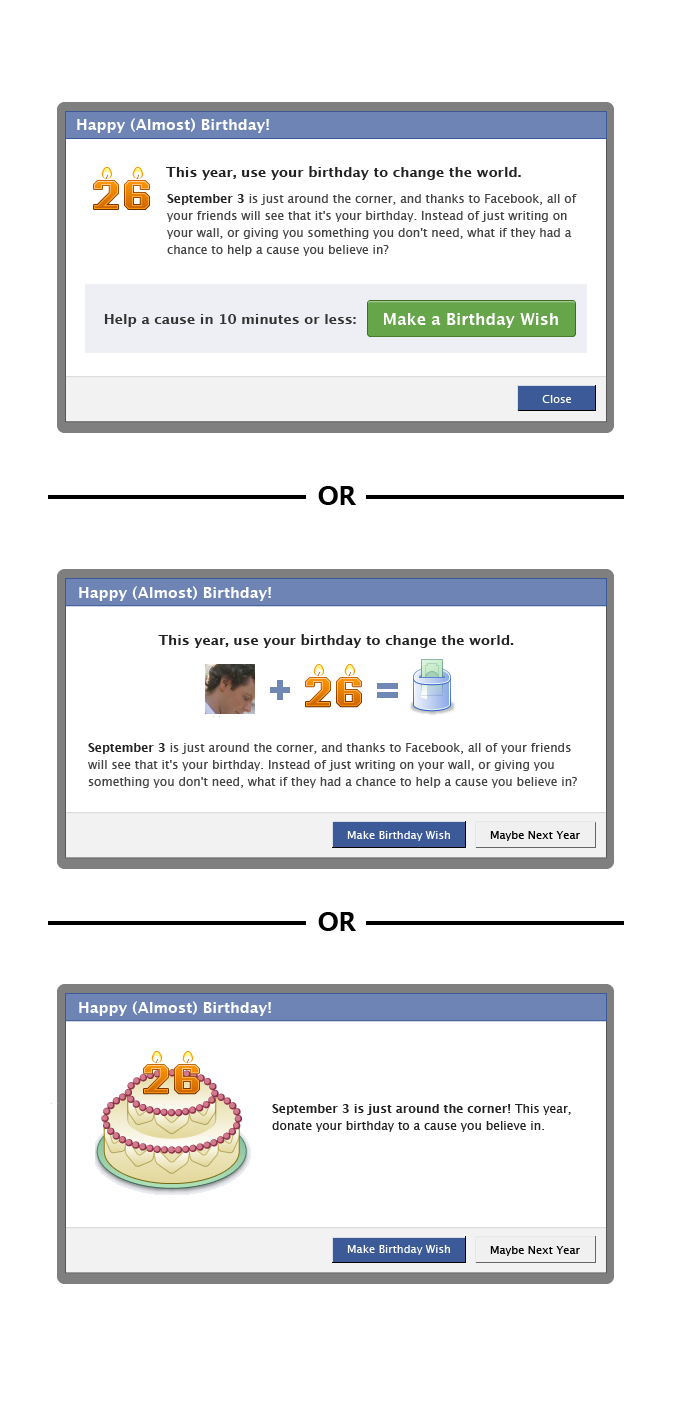 Happy (Almost) Birthday!
26
This year, use your birthday to change the world.
September 3 is just around the corner, and thanks to Facebook, all of
your friends will see that it's your birthday. Instead of just writing on
your wall, or giving you something you don't need, what if they had a
chance to help a cause you believe in?
Help a cause in 10 minutes or less:
Make a Birthday Wish
Close
OR
Happy (Almost) Birthday!
This year, use your birthday to change the world.
+ 26 =
September 3 is just around the corner, and thanks to Facebook, all of your friends
will see that it's your birthday. Instead of just writing on your wall, or giving you
something you don't need, what if they had a chance to help a cause you believe in?
Make Birthday Wish
Maybe Next Year
OR
Happy (Almost) Birthday!
26
September 3 is just around the corner! This year,
donate your birthday to a cause you believe in.
Make Birthday Wish
Maybe Next Year